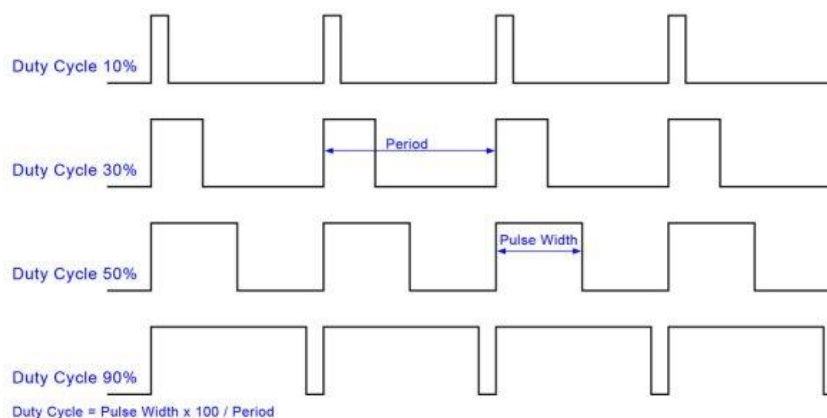 Duty Cycle 10%
Period
Duty Cycle 30%
Pulse Width
Duty Cycle 50%
Duty Cycle 90%
Duty Cycle = Pulse Width x 100 / Period